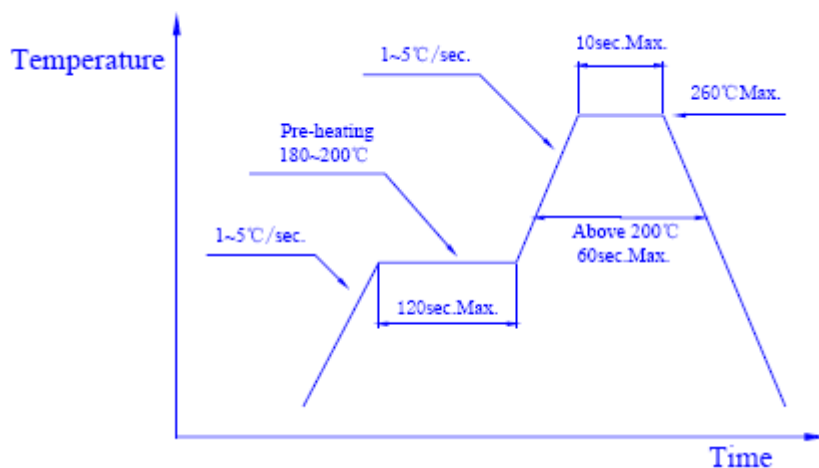 10sec.Max.
1~5℃/sec.
Temperature
260℃Max.
Pre-heating
180~200℃
1~5℃/sec.
Above 200℃
60sec.Max.
120sec.Max.
Time